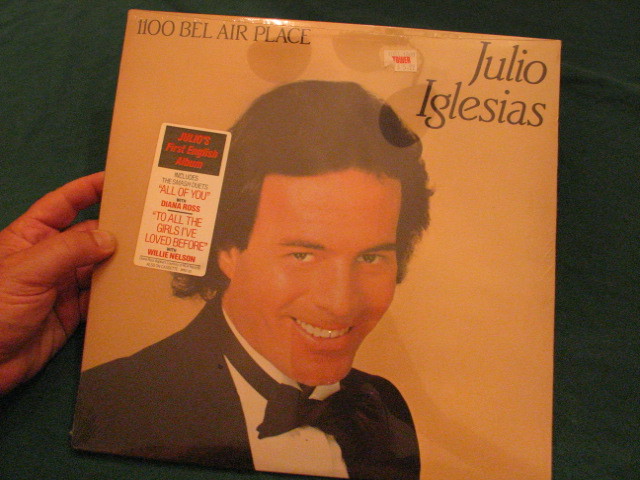 1100 BEL AIR PLACE
Julio
Iglesias
JULIO'S
First English
Album
INCLUDES
THE SMASH DUETS
"ALL OF YOU"
WITH
DIANA ROSS
"TO ALL THE
GIRLS I'VE
LOVED BEFORE"
WITH
WILLIE NELSON